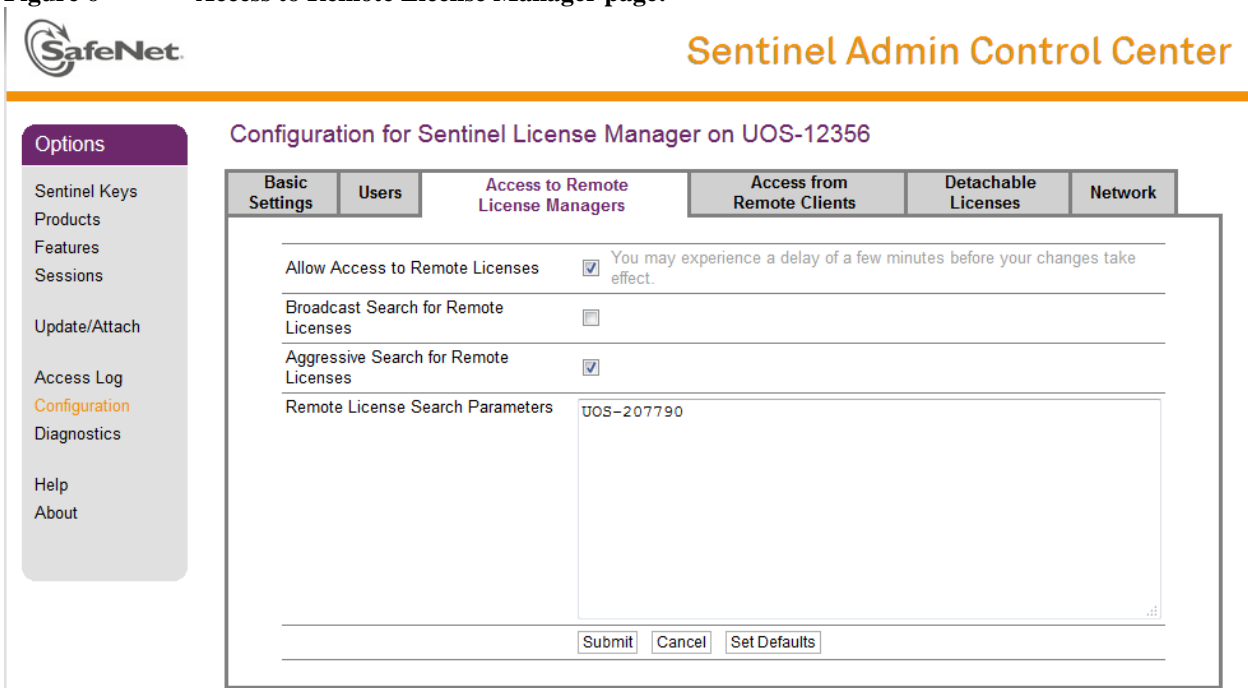 Figure 6 Access to Remote License Manager page.
SafeNet.
Sentinel Admin Control Center
Options
Sentinel Keys
Products
Features
Sessions
Update/Attach
Access Log
Configuration
Diagnostics
Help
About
Configuration for Sentinel License Manager on UOS-12356
Basic
Settings
Users
Access to Remote
License Managers
Access from
Remote Clients
Detachable
Licenses
Network
Allow Access to Remote Licenses
You may experience a delay of a few minutes before your changes take
effect.
Broadcast Search for Remote
Licenses
Aggressive Search for Remote
Licenses
Remote License Search Parameters
UOS-207790
Submit Cancel Set Defaults